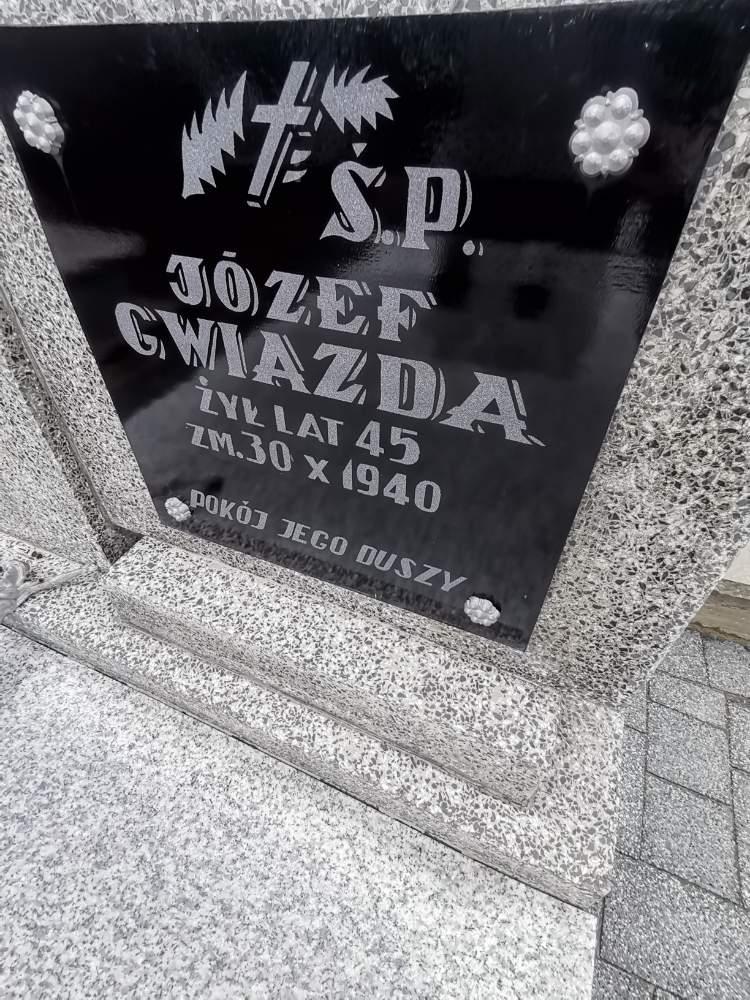 Ś.P.
JÓZEF
GWIAZDA
ŻYŁ LAT 45
ZM. 30 X 1940
POKÓJ JEGO DUSZY